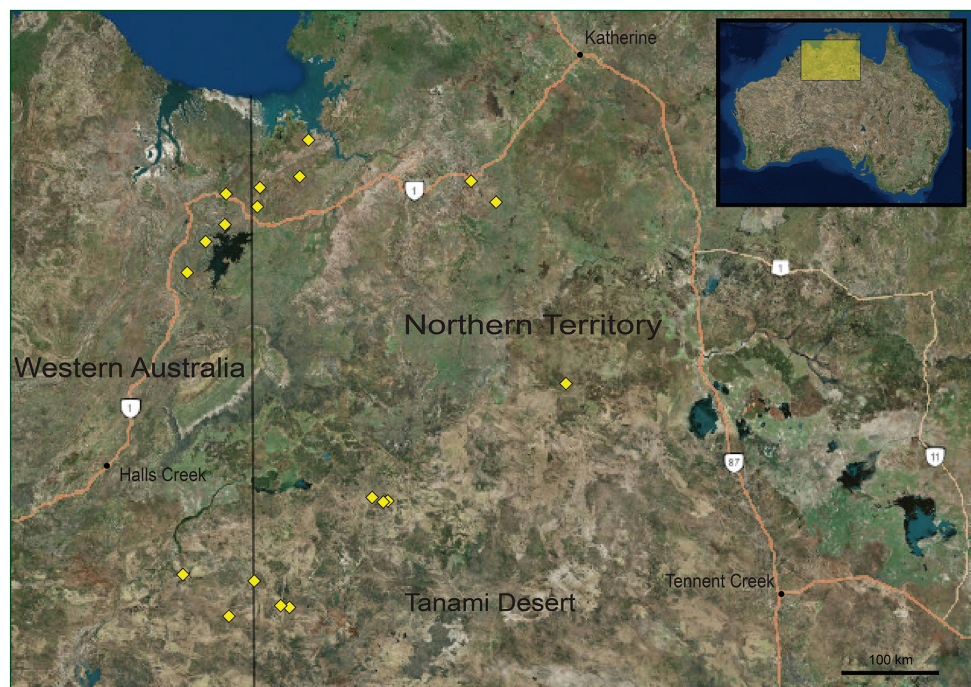 Katherine
1
1
Northern Territory
Western Australia
1
87
11
Halls Creek
Tennent Creek
Tanami Desert
100 km